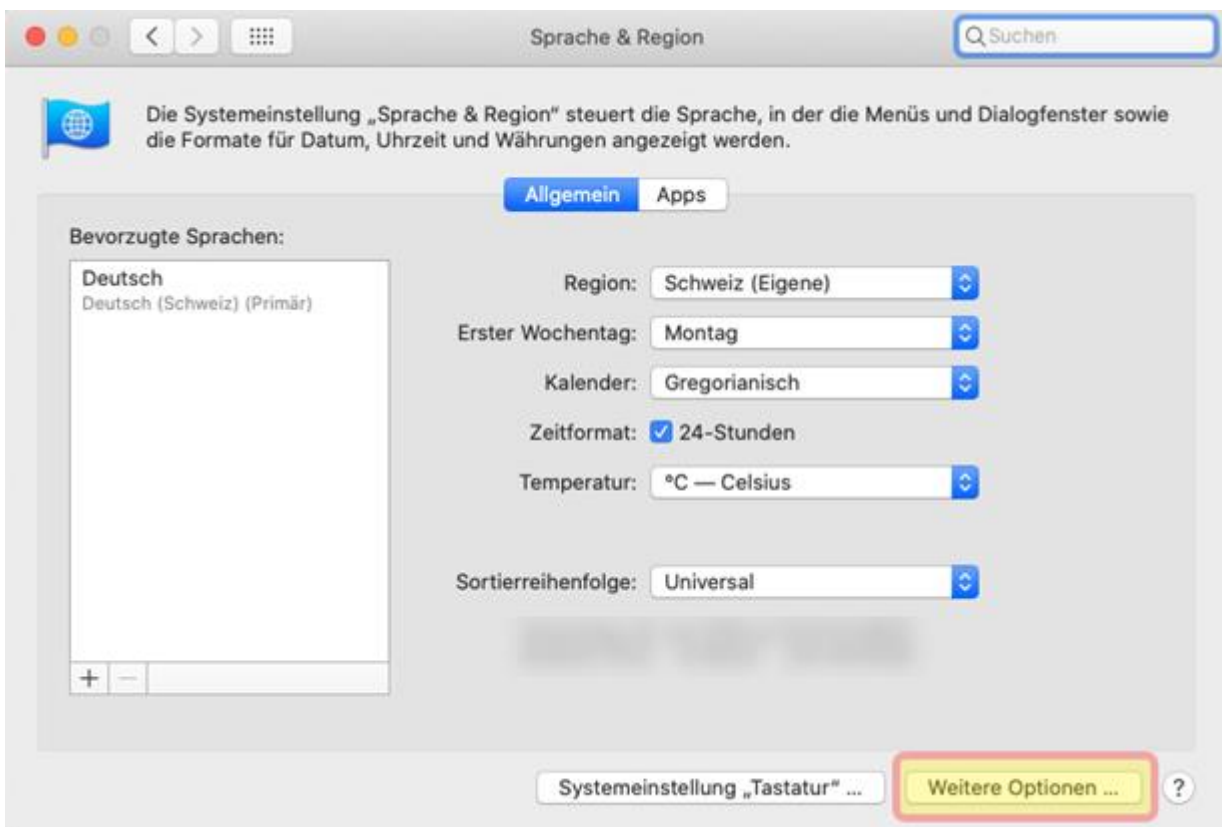 Sprache & Region
Suchen
Die Systemeinstellung „Sprache & Region“ steuert die Sprache, in der die Menüs und Dialogfenster sowie
die Formate für Datum, Uhrzeit und Währungen angezeigt werden.
Allgemein Apps
Bevorzugte Sprachen:
Deutsch
Deutsch (Schweiz) (Primär)
Region: Schweiz (Eigene)
Erster Wochentag: Montag
Kalender: Gregorianisch
Zeitformat: 24-Stunden
Temperatur: °C — Celsius
Sortierreihenfolge: Universal
+ −
Systemeinstellung „Tastatur“ ... Weitere Optionen ... ?